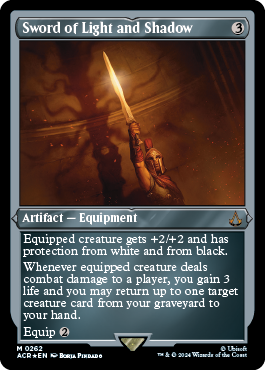 Sword of Light and Shadow 3
Artifact — Equipment
Equipped creature gets +2/+2 and has
protection from white and from black.
Whenever equipped creature deals
combat damage to a player, you gain 3
life and you may return up to one target
creature card from your graveyard to
your hand.
Equip 2
M 0262
ACR★EN Borja Pindado
© Ubisoft
™ & © 2024 Wizards of the Coast